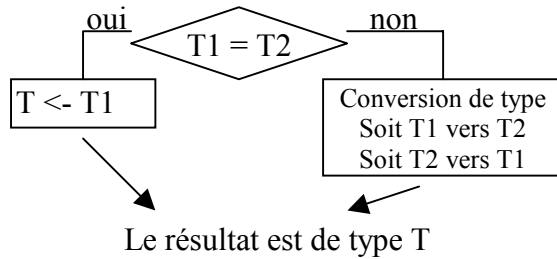 oui
T1 = T2
non
T <- T1
Conversion de type
Soit T1 vers T2
Soit T2 vers T1
Le résultat est de type T